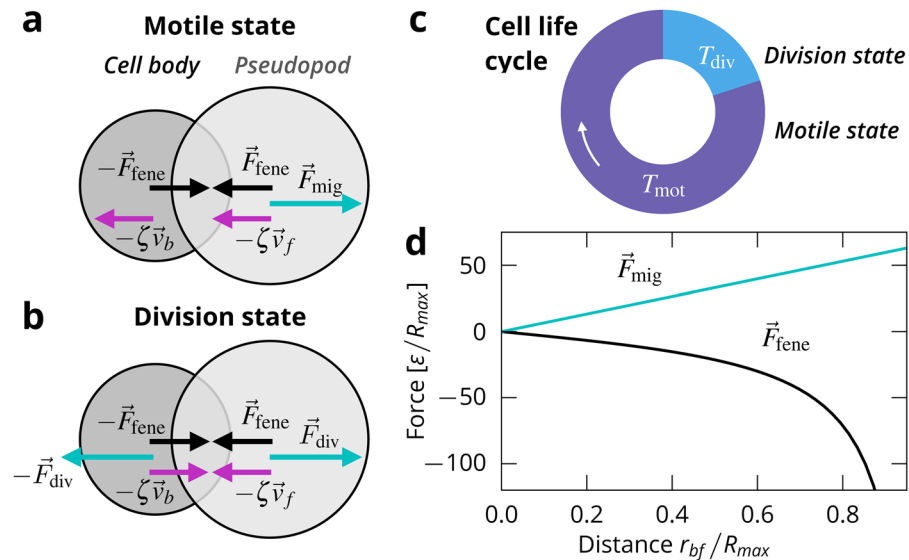 a
Motile state
Cell body Pseudopod
−F⃗fene
F⃗fene
F⃗mig
−ζv⃗b
−ζv⃗f
b
Division state
−F⃗fene
F⃗fene
F⃗div
−F⃗div
−ζv⃗b
−ζv⃗f
c
Cell life
cycle
Tdiv
Division state
Motile state
Tmot
d
50
0
−50
−100
Force [ε/Rmax]
F⃗mig
F⃗fene
0.0 0.2 0.4 0.6 0.8
Distance rbf/Rmax